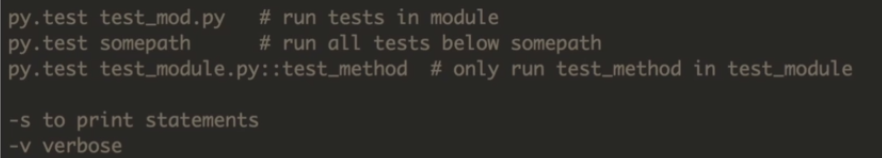 py.test test_mod.py   # run tests in module
py.test somepath      # run all tests below somepath
py.test test_module.py::test_method  # only run test_method in test_module

-s to print statements
-v verbose